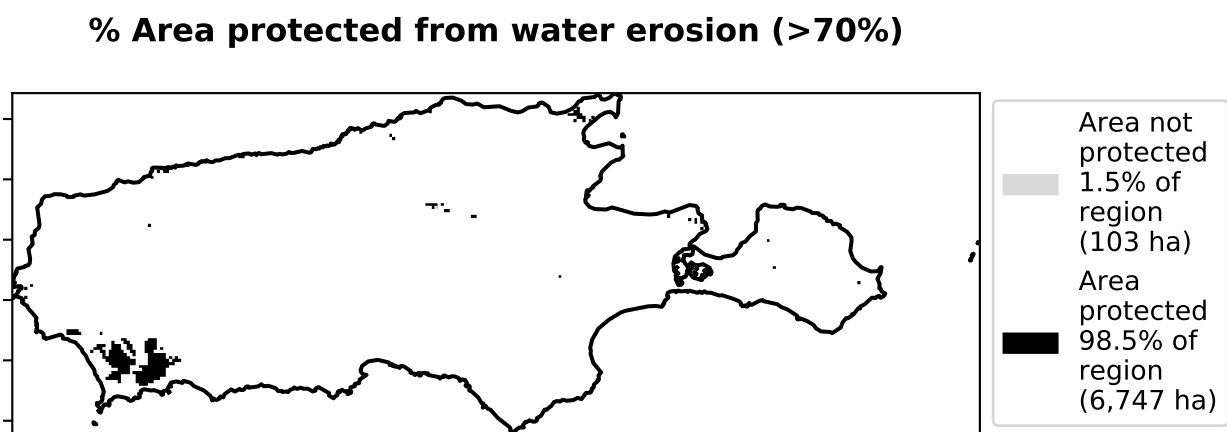 % Area protected from water erosion (>70%)
Area not
protected
1.5% of
region
(103 ha)
Area
protected
98.5% of
region
(6,747 ha)